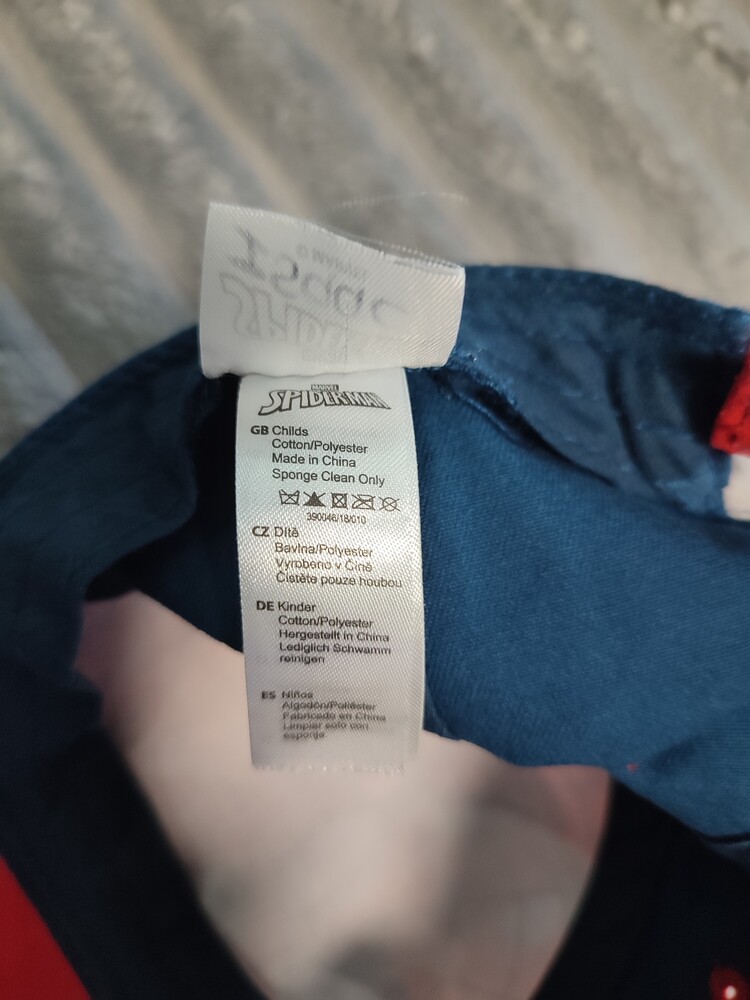 MARVEL
SPIDER-MAN
GB Childs
Cotton/Polyester
Made in China
Sponge Clean Only
390046/18/010
CZ Dítě
Bavlna/Polyester
Vyrobeno v Číně
Čistěte pouze houbou
DE Kinder
Cotton/Polyester
Hergestellt in China
Lediglich Schwamm
reinigen
ES Niños
Algodón/Poliéster
Fabricado en China
Limpiar solo con
esponja